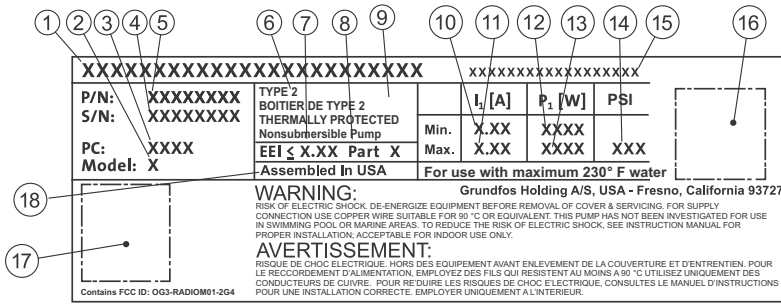 1 2 3 4 5 6 7 8 9 10 11 12 13 14 15 16
XXXXXXXXXXXXXXXXXXXXXXXX XXXXXXXXXXXXXXXXXX
P/N: XXXXXXXX
S/N: XXXXXXXX
PC: XXXX
Model: X
TYPE 2
BOITIER DE TYPE 2
THERMALLY PROTECTED
Nonsubmersible Pump
EEI ≤ X.XX Part X
Assembled In USA
I1 [A] P1 [W] PSI
Min. X.XX XXXX
Max. X.XX XXXX XXX
For use with maximum 230° F water
18
17
WARNING: Grundfos Holding A/S, USA - Fresno, California 93727
RISK OF ELECTRIC SHOCK. DE-ENERGIZE EQUIPMENT BEFORE REMOVAL OF COVER & SERVICING. FOR SUPPLY
CONNECTION USE COPPER WIRE SUITABLE FOR 90 °C OR EQUIVALENT. THIS PUMP HAS NOT BEEN INVESTIGATED FOR USE
IN SWIMMING POOL OR MARINE AREAS. TO REDUCE THE RISK OF ELECTRIC SHOCK, SEE INSTRUCTION MANUAL FOR
PROPER INSTALLATION; ACCEPTABLE FOR INDOOR USE ONLY.
AVERTISSEMENT:
RISQUE DE CHOC ELECTRIQUE. HORS DES EQUIPEMENT AVANT ENLEVEMENT DE LA COUVERTURE ET D'ENTRETIEN. POUR
LE RECCORDEMENT D'ALIMENTATION, EMPLOYEZ DES FILS QUI RESISTENT AU MOINS A 90 °C UTILISEZ UNIQUEMENT DES
CONDUCTEURS DE CUIVRE. POUR RE'DUIRE LES RISQUES DE CHOC E'LECTRIQUE, CONSULTES LE MANUEL D'INSTRUCTIONS
POUR UNE INSTALLATION CORRECTE. EMPLOYER UNIQUEMENT A L'INTERIEUR.
Contains FCC ID: OG3-RADIOM01-2G4